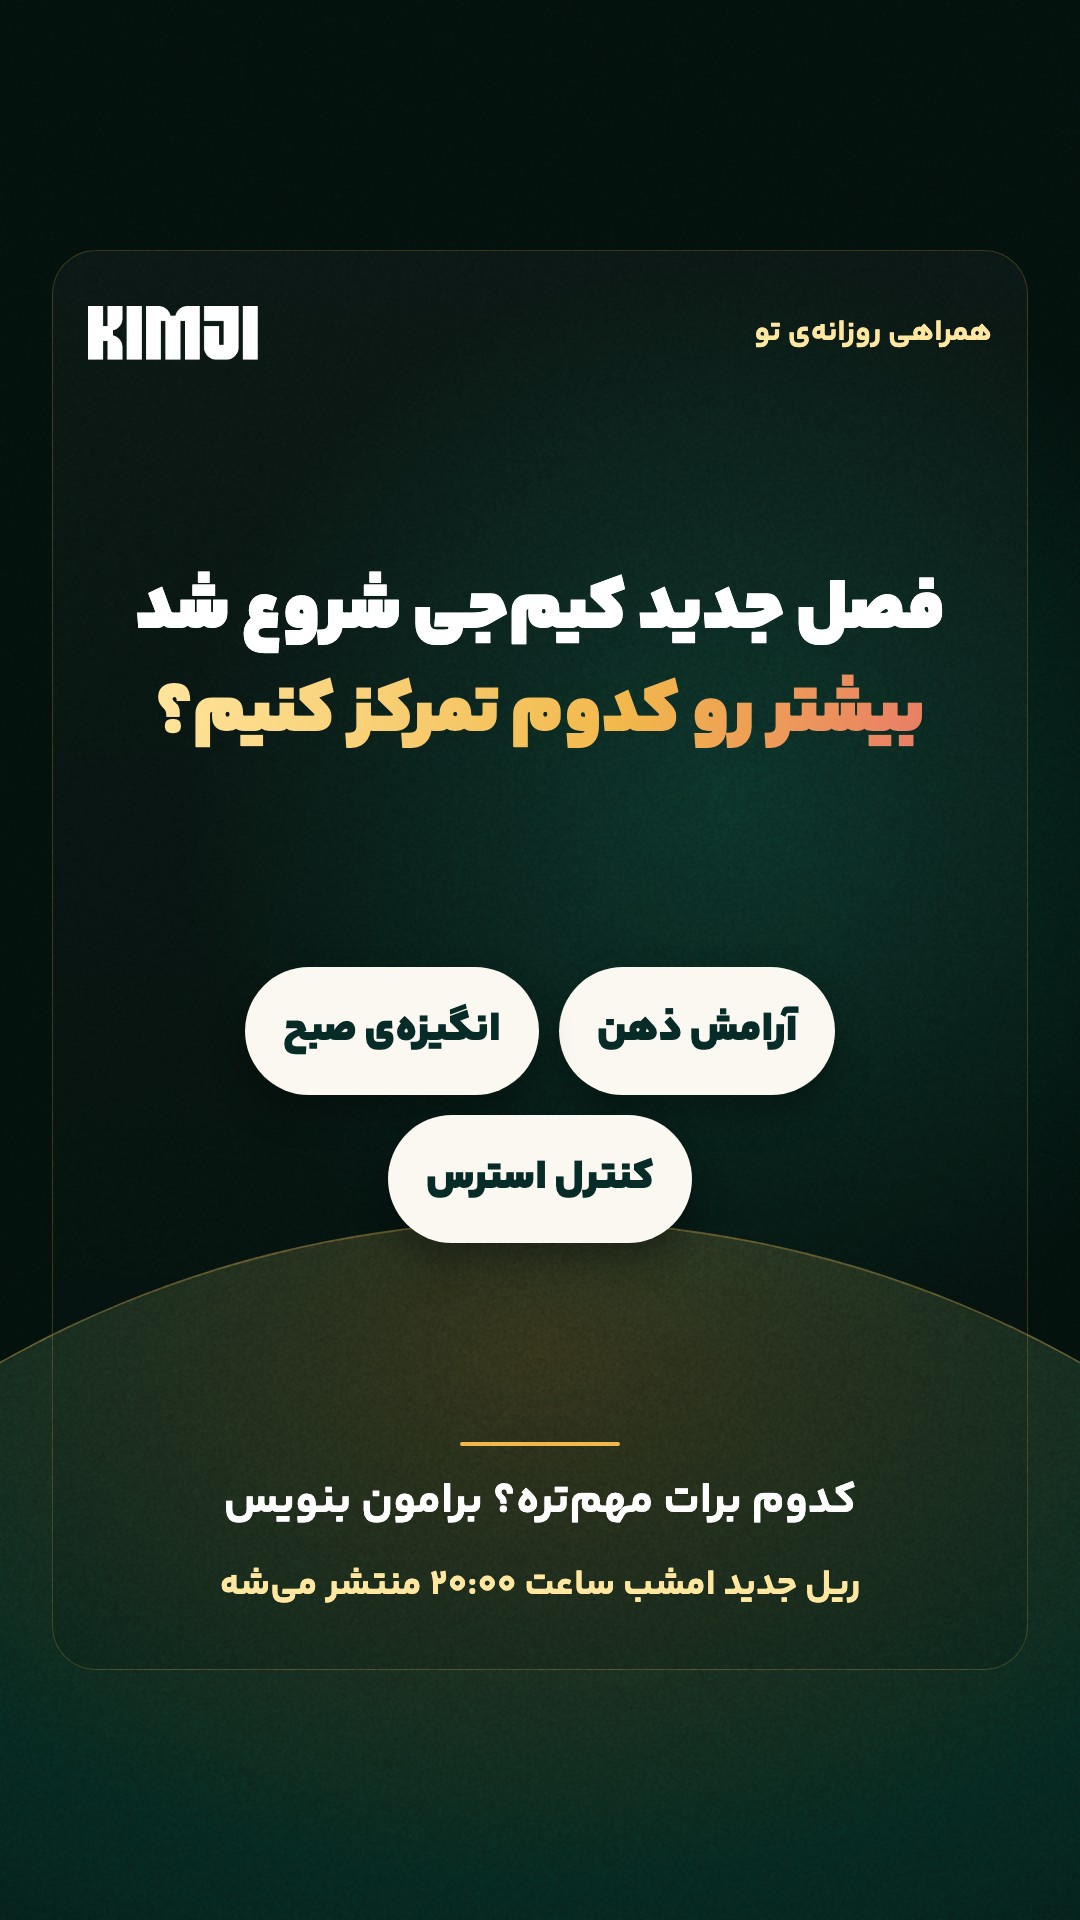 همراهی روزانه‌ی تو
KIMJI
فصل جدید کیم‌جی شروع شد
بیشتر رو کدوم تمرکز کنیم؟
آرامش ذهن
انگیزه‌ی صبح
کنترل استرس
کدوم برات مهم‌تره؟ برامون بنویس
ریل جدید امشب ساعت ۲۰:۰۰ منتشر می‌شه